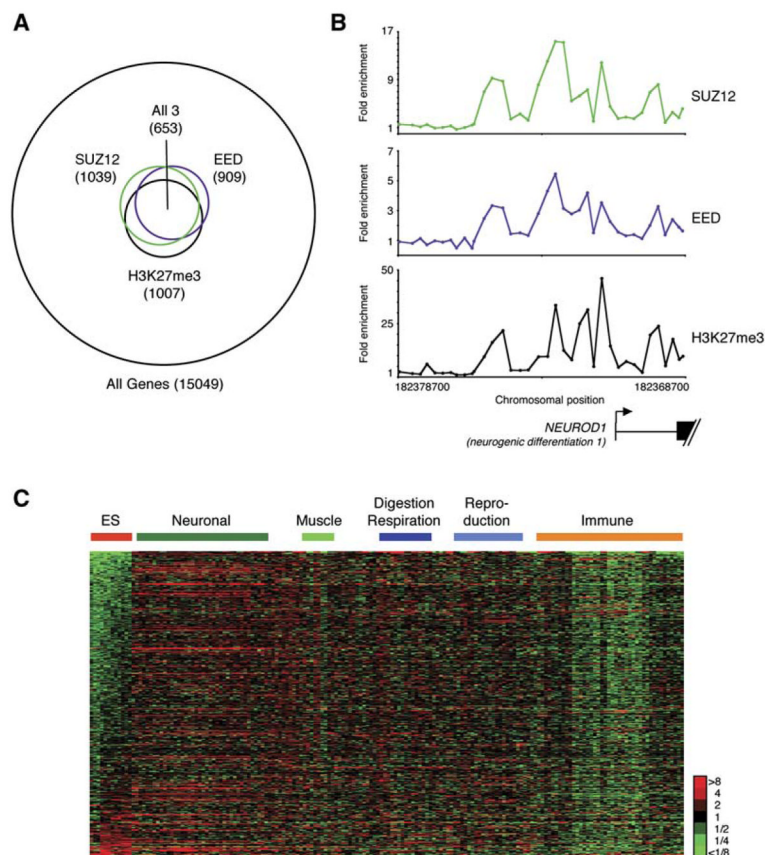 A
All 3
(653)
SUZ12
(1039)
EED
(909)
H3K27me3
(1007)
All Genes (15049)
B
Fold enrichment
17
9
1
SUZ12
Fold enrichment
7
5
3
1
EED
Fold enrichment
50
25
1
H3K27me3
182378700
182368700
Chromosomal position
NEUROD1
(neurogenic differentiation 1)
C
ES
Neuronal
Muscle
Digestion
Respiration
Repro-
duction
Immune
>8
4
2
1
1/2
1/4
<1/8